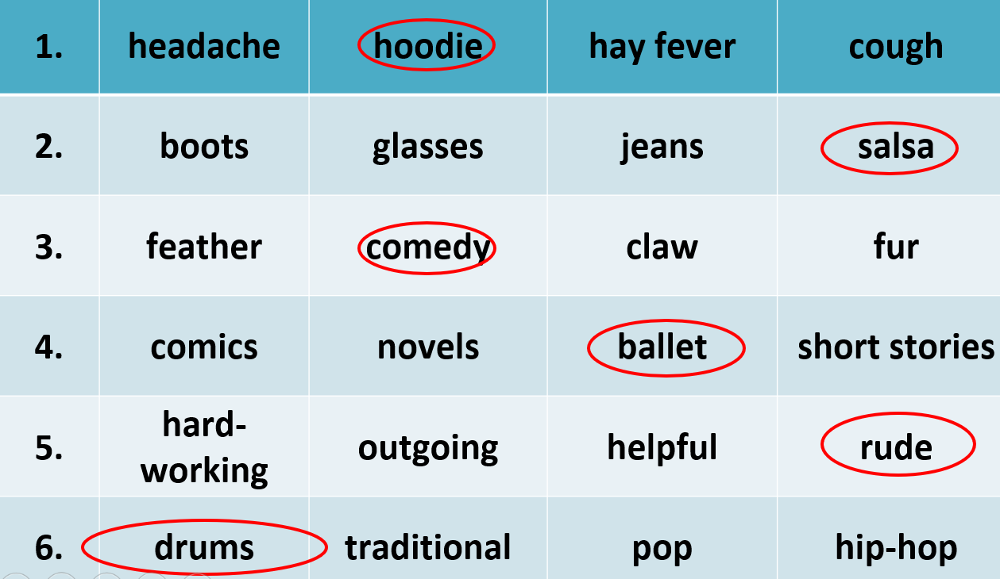 1. headache hoodie hay fever cough
2. boots glasses jeans salsa
3. feather comedy claw fur
4. comics novels ballet short stories
5. hard-
working outgoing helpful rude
6. drums traditional pop hip-hop